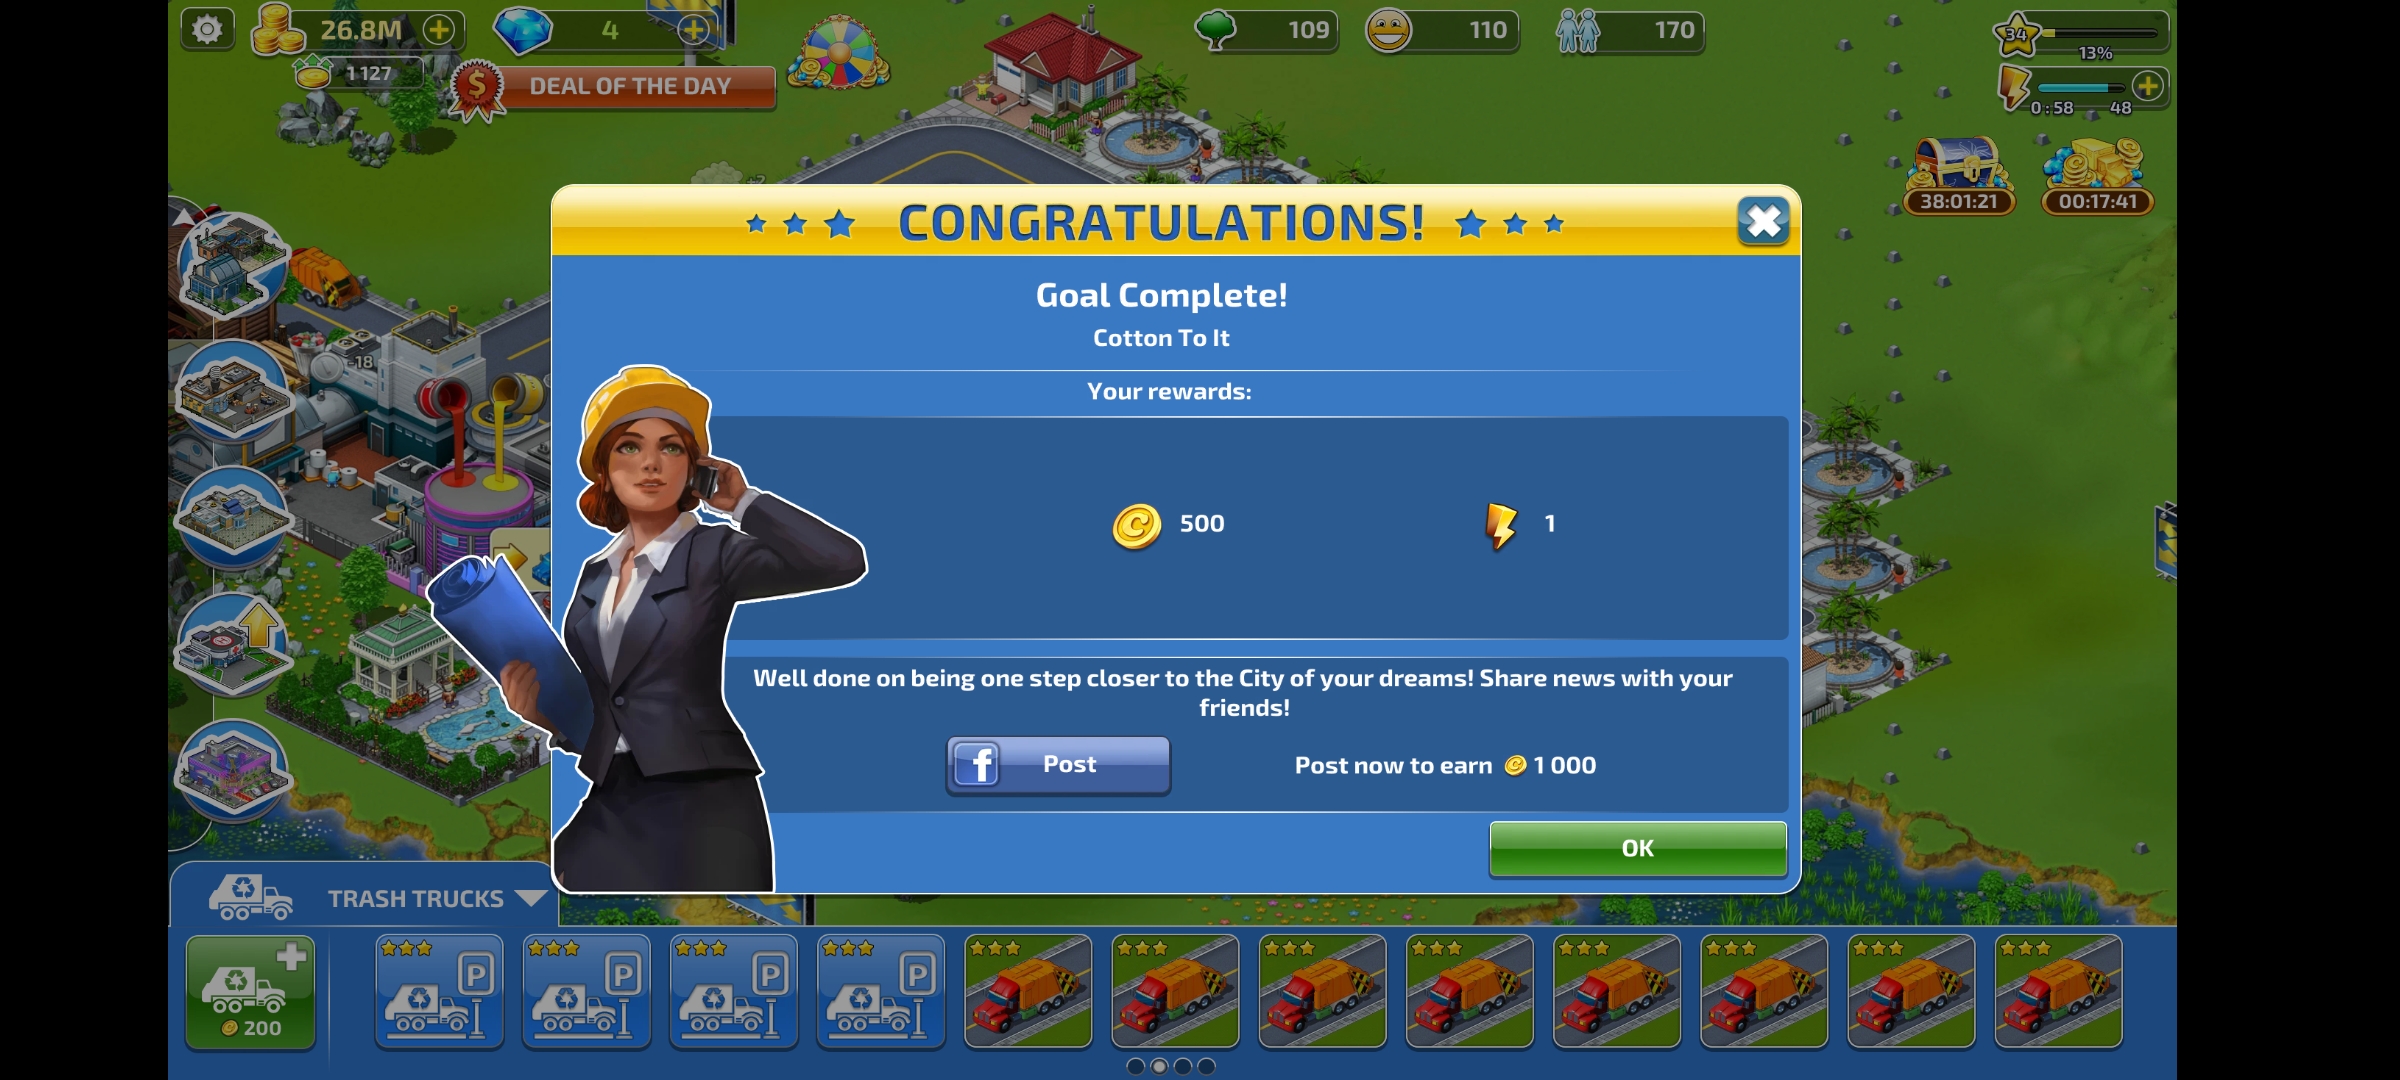 26.8M
4
109
110
170
34
13%
1 127
DEAL OF THE DAY
0:58
48
+2
38:01:21
00:17:41
CONGRATULATIONS!
Goal Complete!
Cotton To It
-18
Your rewards:
500
1
Well done on being one step closer to the City of your dreams! Share news with your
friends!
f Post
Post now to earn 1 000
OK
TRASH TRUCKS
P
P
P
P
200